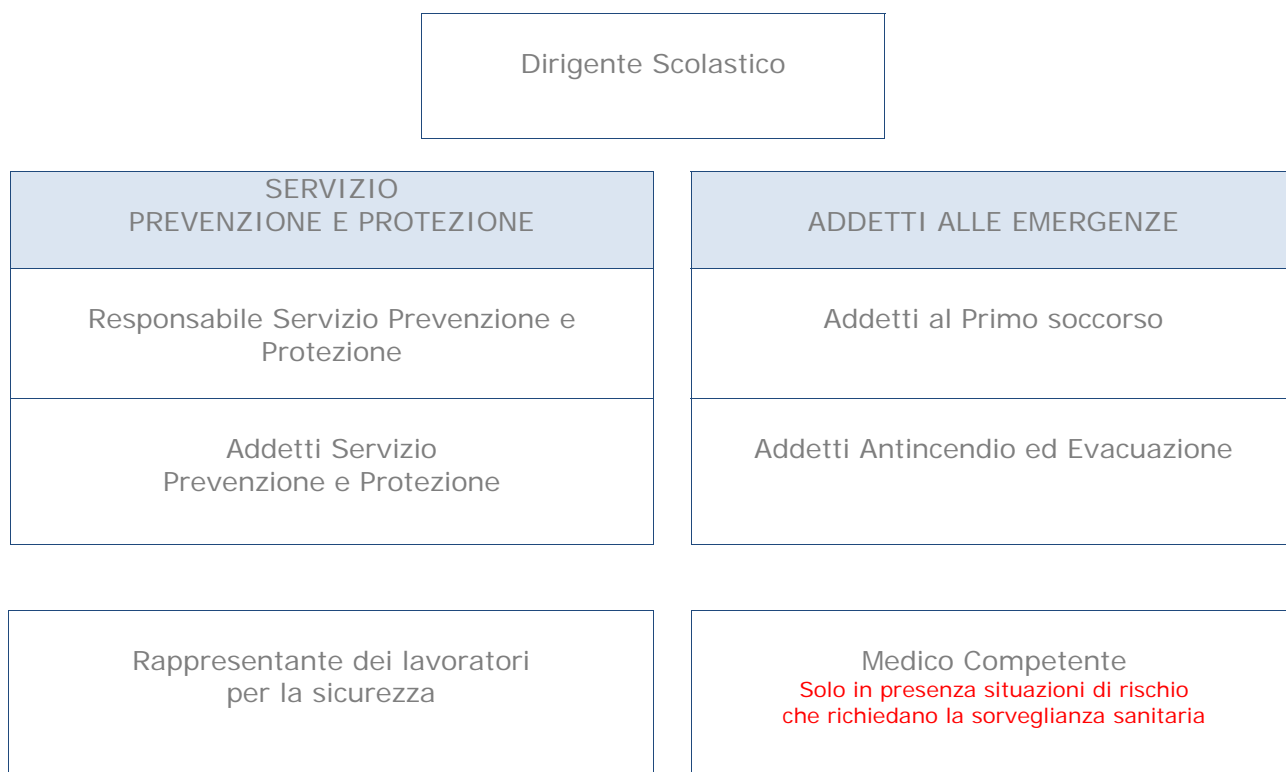 Dirigente Scolastico
SERVIZIO
PREVENZIONE E PROTEZIONE
Responsabile Servizio Prevenzione e
Protezione
Addetti Servizio
Prevenzione e Protezione
ADDETTI ALLE EMERGENZE
Addetti al Primo soccorso
Addetti Antincendio ed Evacuazione
Rappresentante dei lavoratori
per la sicurezza
Medico Competente
Solo in presenza situazioni di rischio
che richiedano la sorveglianza sanitaria